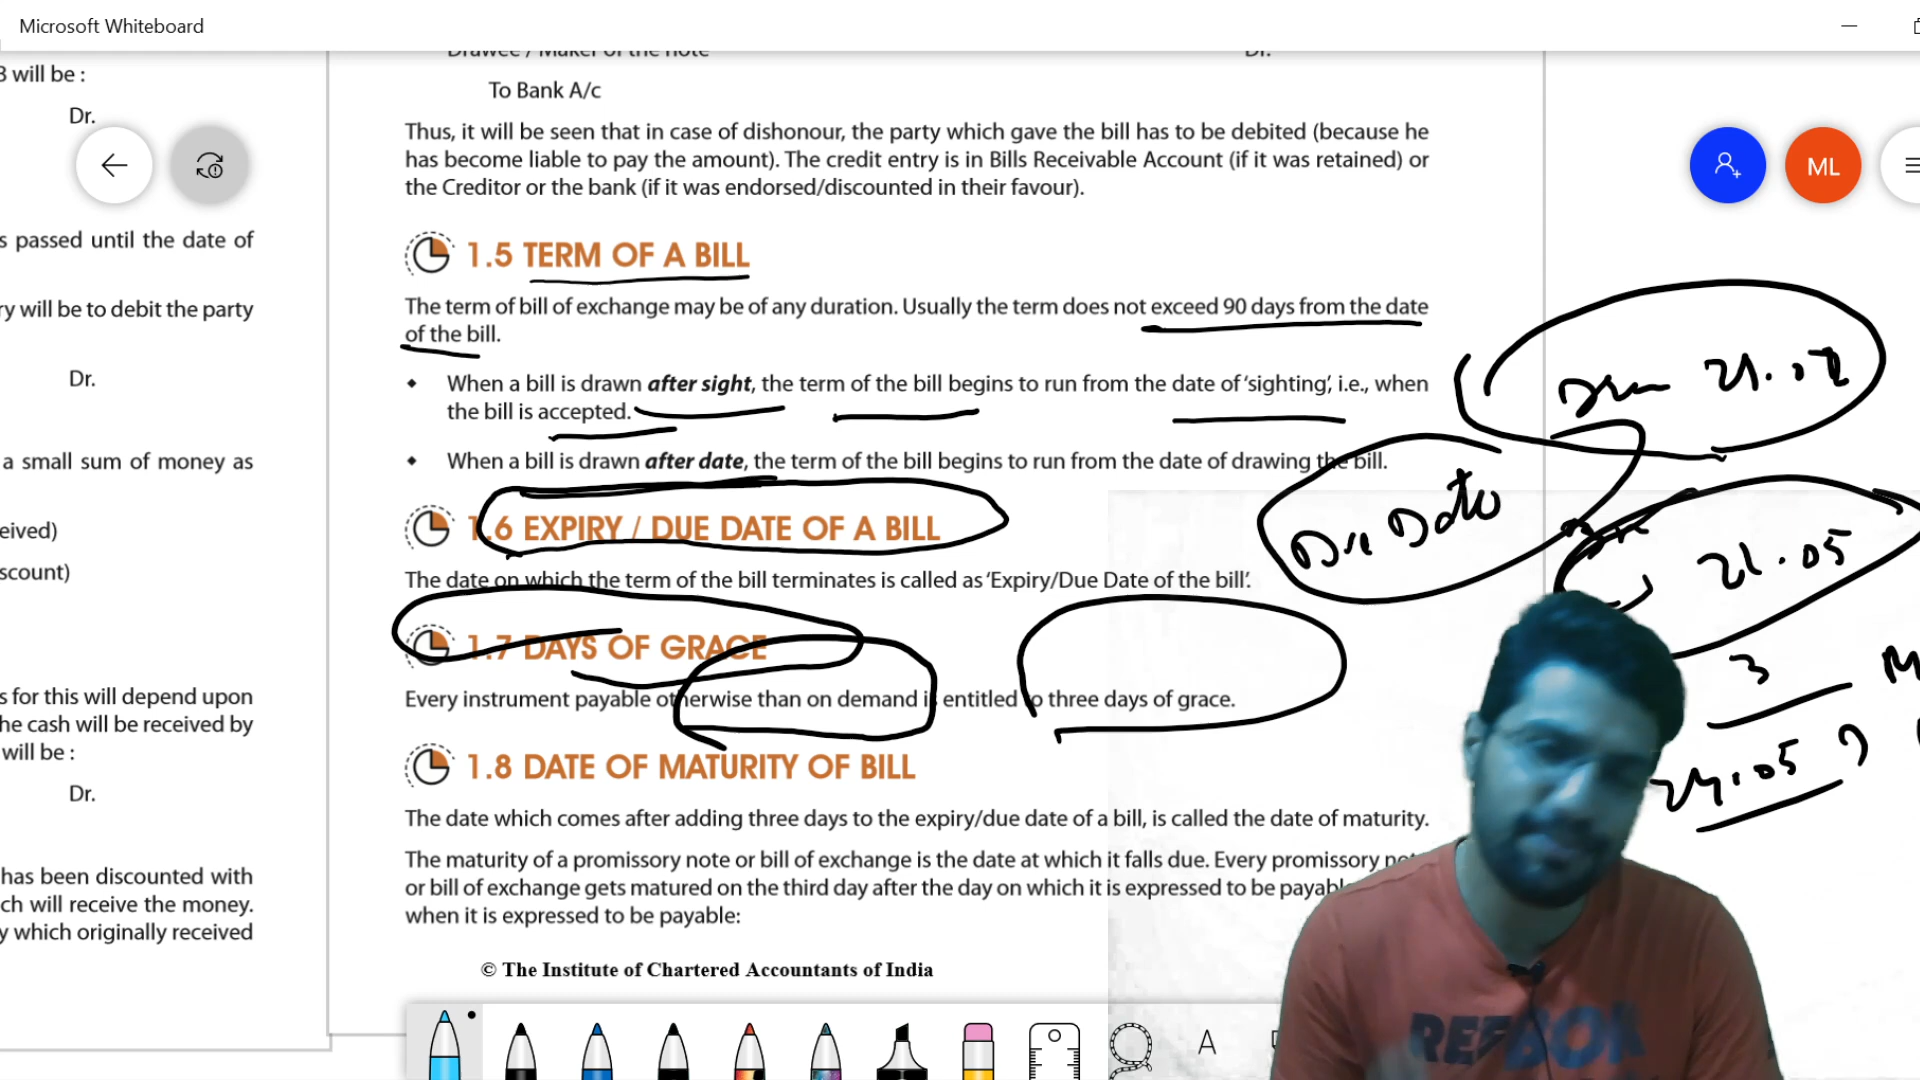 Microsoft Whiteboard
3 will be :
Dr.
s passed until the date of
ry will be to debit the party
Dr.
a small sum of money as
eived)
scount)
s for this will depend upon
he cash will be received by
will be :
Dr.
has been discounted with
ch will receive the money.
y which originally received
Drawee / Maker of the note
Dr.
To Bank A/c
Thus, it will be seen that in case of dishonour, the party which gave the bill has to be debited (because he
has become liable to pay the amount). The credit entry is in Bills Receivable Account (if it was retained) or
the Creditor or the bank (if it was endorsed/discounted in their favour).
1.5 TERM OF A BILL
The term of bill of exchange may be of any duration. Usually the term does not exceed 90 days from the date
of the bill.
When a bill is drawn after sight, the term of the bill begins to run from the date of 'sighting', i.e., when
the bill is accepted.
When a bill is drawn after date, the term of the bill begins to run from the date of drawing the bill.
1.6 EXPIRY / DUE DATE OF A BILL
The date on which the term of the bill terminates is called as 'Expiry/Due Date of the bill'.
1.7 DAYS OF GRACE
Every instrument payable otherwise than on demand is entitled to three days of grace.
1.8 DATE OF MATURITY OF BILL
The date which comes after adding three days to the expiry/due date of a bill, is called the date of maturity.
The maturity of a promissory note or bill of exchange is the date at which it falls due. Every promissory
or bill of exchange gets matured on the third day after the day on which it is expressed to be
when it is expressed to be payable:
© The Institute of Chartered Accountants of India
ML
Due Date
21.05
3
24.05
A
REEBOK